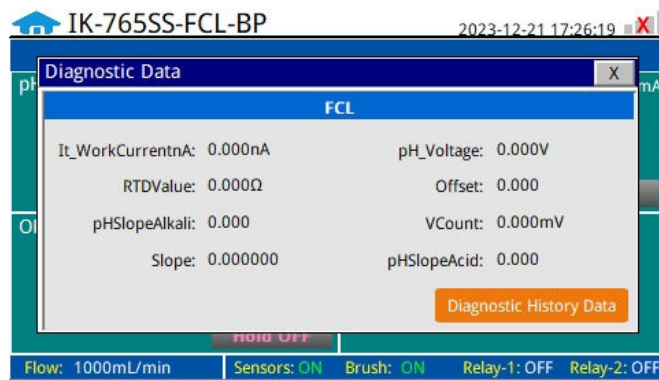 IK-765SS-FCL-BP 2023-12-21 17:26:19 X
Diagnostic Data X
pH mA
FCL
It_WorkCurrentnA: 0.000nA pH_Voltage: 0.000V
RTDValue: 0.000Ω Offset: 0.000
pHSlopeAlkali: 0.000 VCount: 0.000mV
Slope: 0.000000 pHSlopeAcid: 0.000
Diagnostic History Data
Hold OFF
Flow: 1000mL/min Sensors: ON Brush: ON Relay-1: OFF Relay-2: OFF